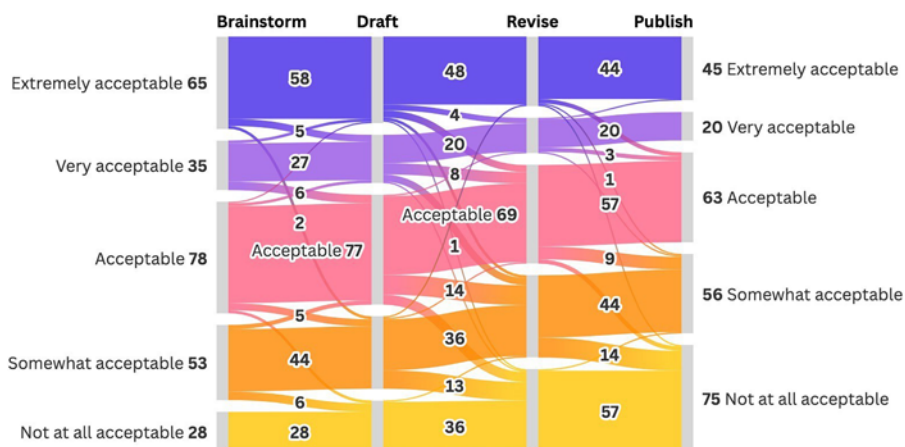 Brainstorm Draft Revise Publish
Extremely acceptable 65
58
48
44
45 Extremely acceptable
5
4
20
20 Very acceptable
Very acceptable 35
27
20
3
6
8
1
2
57
63 Acceptable
Acceptable 77
Acceptable 69
Acceptable 78
1
9
5
14
44
56 Somewhat acceptable
Somewhat acceptable 53
44
36
14
6
13
75 Not at all acceptable
Not at all acceptable 28
28
36
57